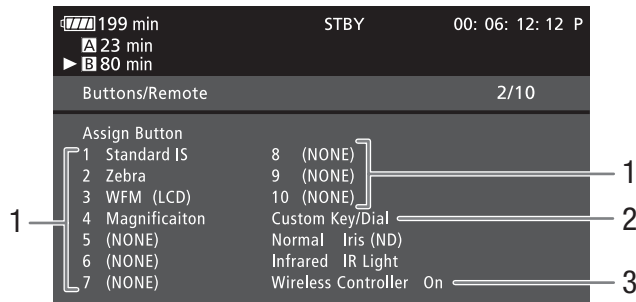 199 min STBY 00: 06: 12: 12 P
A 23 min
B 80 min
Buttons/Remote 2/10
Assign Button
1 Standard IS 8 (NONE)
2 Zebra 9 (NONE) 1
3 WFM (LCD) 10 (NONE)
1 4 Magnificaiton Custom Key/Dial 2
5 (NONE) Normal Iris (ND)
6 (NONE) Infrared IR Light
7 (NONE) Wireless Controller On 3